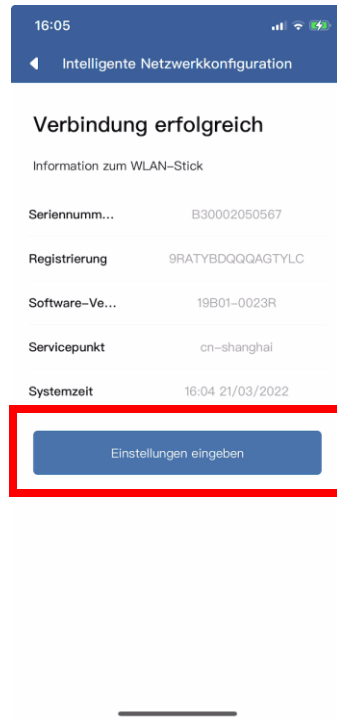 16:05
Intelligente Netzwerkkonfiguration
Verbindung erfolgreich
Information zum WLAN-Stick
Seriennumm... B30002050567
Registrierung 9RATYBDQQQAGTYLC
Software-Ve... 19B01-0023R
Servicepunkt cn-shanghai
Systemzeit 16:04 21/03/2022
Einstellungen eingeben